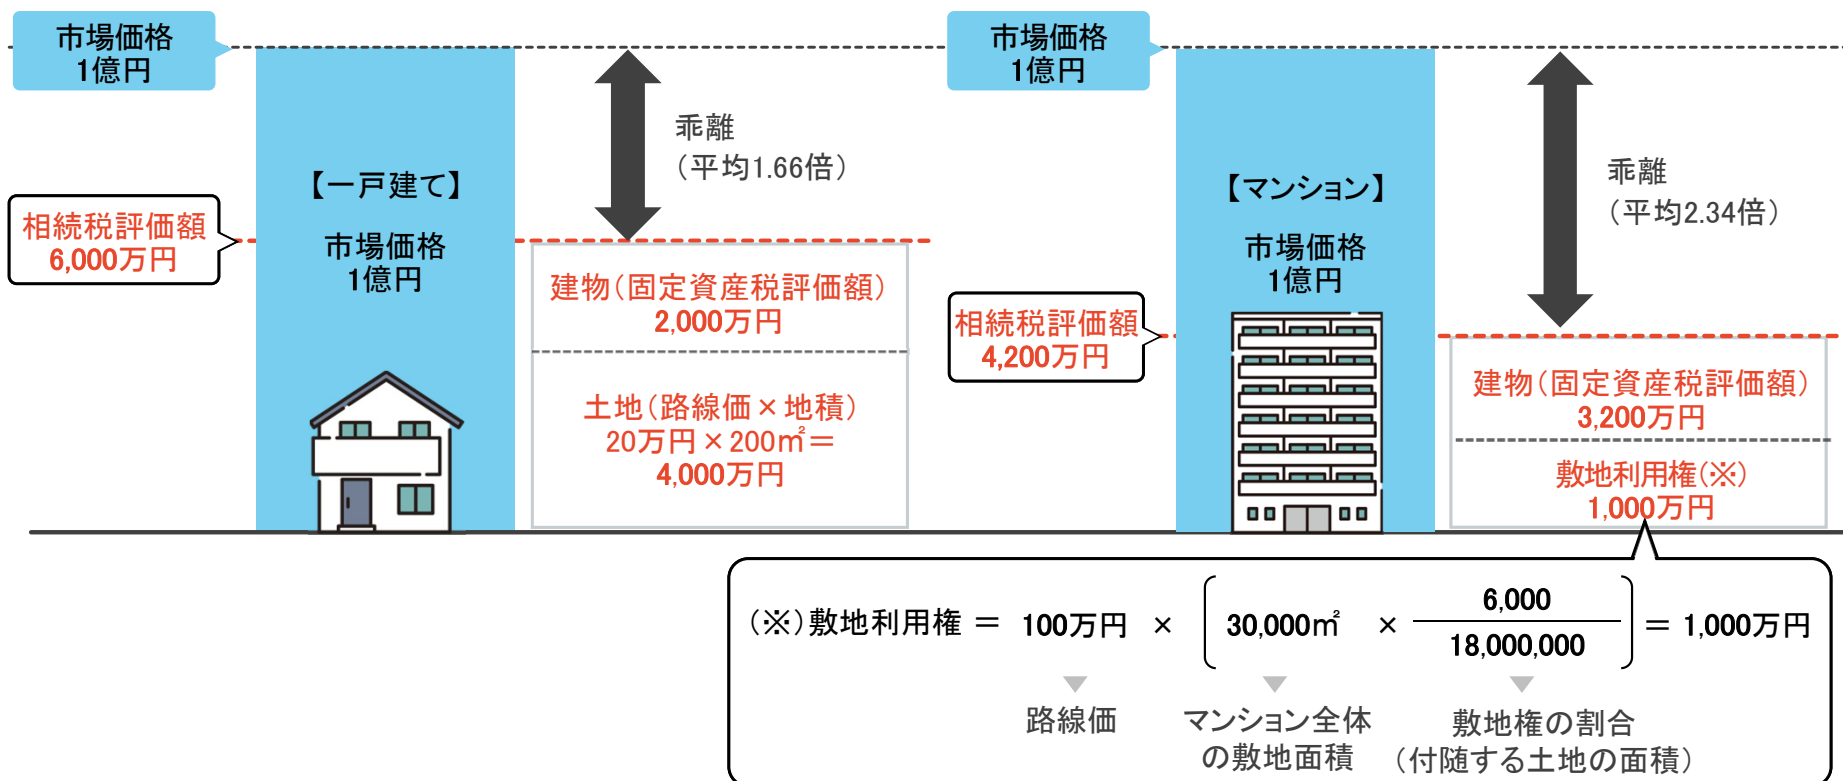 市場価格
1億円
乖離
（平均1.66倍）
【一戸建て】
市場価格
1億円
相続税評価額
6,000万円
建物（固定資産税評価額）
2,000万円
土地（路線価×地積）
20万円×200㎡＝
4,000万円
市場価格
1億円
乖離
（平均2.34倍）
【マンション】
市場価格
1億円
相続税評価額
4,200万円
建物（固定資産税評価額）
3,200万円
敷地利用権(※)
1,000万円
（※）敷地利用権 ＝ 100万円 × 30,000㎡ × 6,000 ＝ 1,000万円
18,000,000
路線価
マンション全体
の敷地面積
敷地権の割合
（付随する土地の面積）